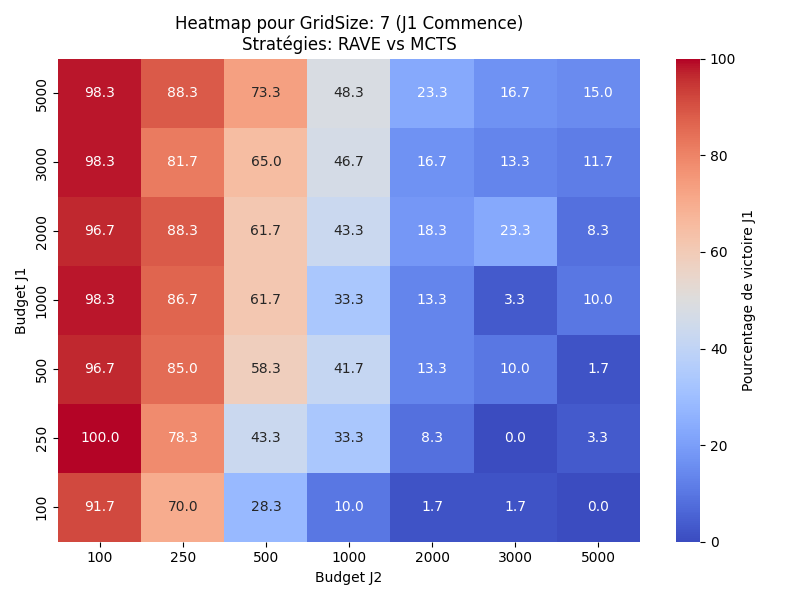 Heatmap pour GridSize: 7 (J1 Commence)
Stratégies: RAVE vs MCTS
Budget J1
5000 98.3 88.3 73.3 48.3 23.3 16.7 15.0
3000 98.3 81.7 65.0 46.7 16.7 13.3 11.7
2000 96.7 88.3 61.7 43.3 18.3 23.3 8.3
1000 98.3 86.7 61.7 33.3 13.3 3.3 10.0
500 96.7 85.0 58.3 41.7 13.3 10.0 1.7
250 100.0 78.3 43.3 33.3 8.3 0.0 3.3
100 91.7 70.0 28.3 10.0 1.7 1.7 0.0
100 250 500 1000 2000 3000 5000
Budget J2
100
80
60
40
20
0
Pourcentage de victoire J1